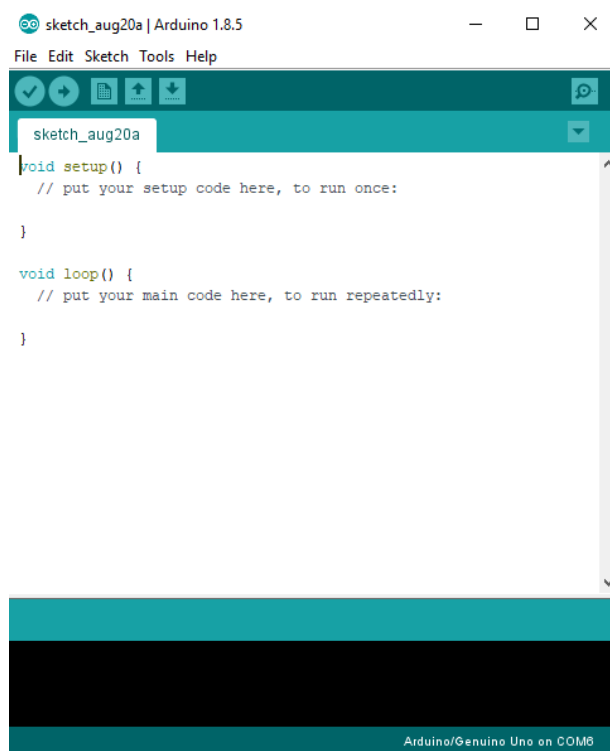 sketch_aug20a | Arduino 1.8.5
File Edit Sketch Tools Help
sketch_aug20a
void setup() {
  // put your setup code here, to run once:
}
void loop() {
  // put your main code here, to run repeatedly:
}
Arduino/Genuino Uno on COM6